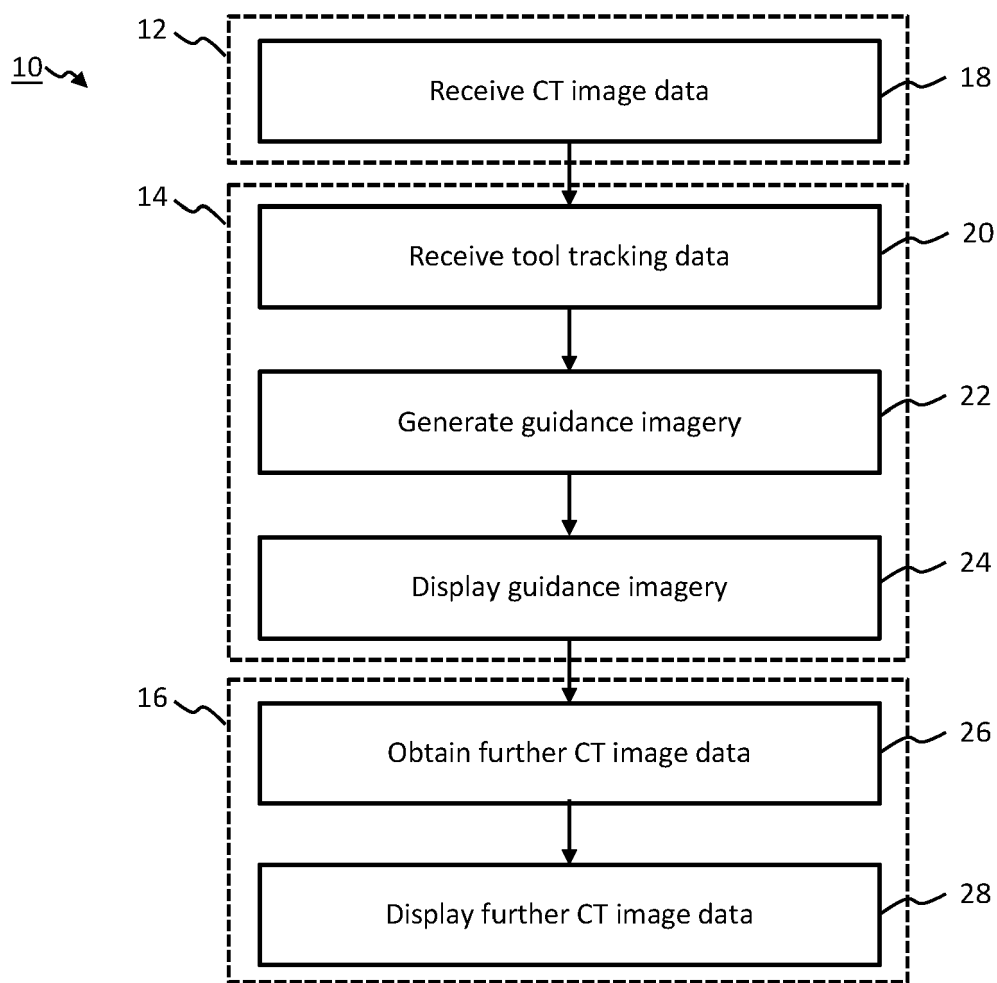 12
10
Receive CT image data
18
14
Receive tool tracking data
20
Generate guidance imagery
22
Display guidance imagery
24
16
Obtain further CT image data
26
Display further CT image data
28